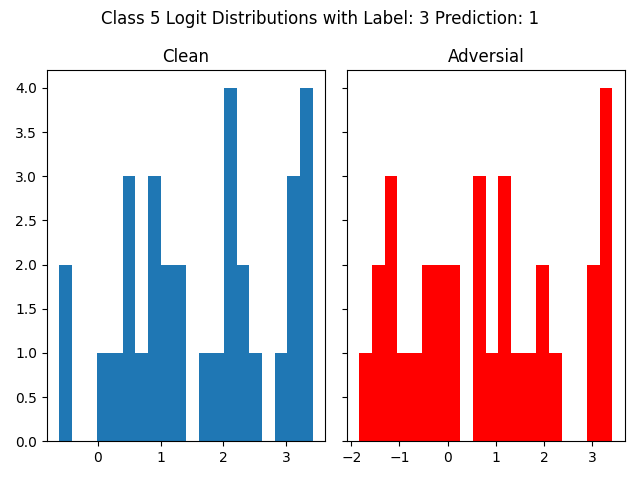 Class 5 Logit Distributions with Label: 3 Prediction: 1
Clean
Adversial
4.0
3.5
3.0
2.5
2.0
1.5
1.0
0.5
0.0
0 1 2 3
−2 −1 0 1 2 3